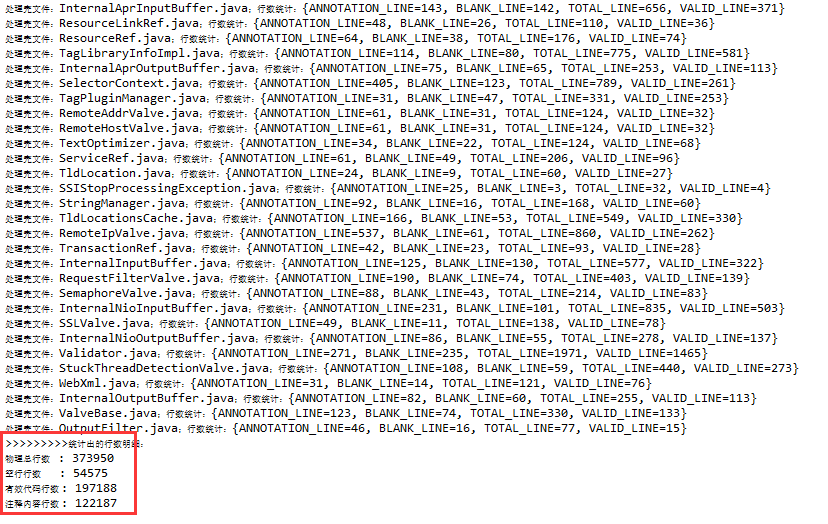 处理完文件: InternalAprInputBuffer.java; 行数统计: {ANNOTATION_LINE=143, BLANK_LINE=142, TOTAL_LINE=656, VALID_LINE=371}
处理完文件: ResourceLinkRef.java; 行数统计: {ANNOTATION_LINE=48, BLANK_LINE=26, TOTAL_LINE=110, VALID_LINE=36}
处理完文件: ResourceRef.java; 行数统计: {ANNOTATION_LINE=64, BLANK_LINE=38, TOTAL_LINE=176, VALID_LINE=74}
处理完文件: TagLibraryInfoImpl.java; 行数统计: {ANNOTATION_LINE=114, BLANK_LINE=80, TOTAL_LINE=775, VALID_LINE=581}
处理完文件: InternalAprOutputBuffer.java; 行数统计: {ANNOTATION_LINE=75, BLANK_LINE=65, TOTAL_LINE=253, VALID_LINE=113}
处理完文件: SelectorContext.java; 行数统计: {ANNOTATION_LINE=405, BLANK_LINE=123, TOTAL_LINE=789, VALID_LINE=261}
处理完文件: TagPluginManager.java; 行数统计: {ANNOTATION_LINE=31, BLANK_LINE=47, TOTAL_LINE=331, VALID_LINE=253}
处理完文件: RemoteAddrValve.java; 行数统计: {ANNOTATION_LINE=61, BLANK_LINE=31, TOTAL_LINE=124, VALID_LINE=32}
处理完文件: RemoteHostValve.java; 行数统计: {ANNOTATION_LINE=61, BLANK_LINE=31, TOTAL_LINE=124, VALID_LINE=32}
处理完文件: TextOptimizer.java; 行数统计: {ANNOTATION_LINE=34, BLANK_LINE=22, TOTAL_LINE=124, VALID_LINE=68}
处理完文件: ServiceRef.java; 行数统计: {ANNOTATION_LINE=61, BLANK_LINE=49, TOTAL_LINE=206, VALID_LINE=96}
处理完文件: TldLocation.java; 行数统计: {ANNOTATION_LINE=24, BLANK_LINE=9, TOTAL_LINE=60, VALID_LINE=27}
处理完文件: SSIStopProcessingException.java; 行数统计: {ANNOTATION_LINE=25, BLANK_LINE=3, TOTAL_LINE=32, VALID_LINE=4}
处理完文件: StringManager.java; 行数统计: {ANNOTATION_LINE=92, BLANK_LINE=16, TOTAL_LINE=168, VALID_LINE=60}
处理完文件: TldLocationsCache.java; 行数统计: {ANNOTATION_LINE=166, BLANK_LINE=53, TOTAL_LINE=549, VALID_LINE=330}
处理完文件: RemoteIpValve.java; 行数统计: {ANNOTATION_LINE=537, BLANK_LINE=61, TOTAL_LINE=860, VALID_LINE=262}
处理完文件: TransactionRef.java; 行数统计: {ANNOTATION_LINE=42, BLANK_LINE=23, TOTAL_LINE=93, VALID_LINE=28}
处理完文件: InternalInputBuffer.java; 行数统计: {ANNOTATION_LINE=125, BLANK_LINE=130, TOTAL_LINE=577, VALID_LINE=322}
处理完文件: RequestFilterValve.java; 行数统计: {ANNOTATION_LINE=190, BLANK_LINE=74, TOTAL_LINE=403, VALID_LINE=139}
处理完文件: SemaphoreValve.java; 行数统计: {ANNOTATION_LINE=88, BLANK_LINE=43, TOTAL_LINE=214, VALID_LINE=83}
处理完文件: InternalNioInputBuffer.java; 行数统计: {ANNOTATION_LINE=231, BLANK_LINE=101, TOTAL_LINE=835, VALID_LINE=503}
处理完文件: SSLValve.java; 行数统计: {ANNOTATION_LINE=49, BLANK_LINE=11, TOTAL_LINE=138, VALID_LINE=78}
处理完文件: InternalNioOutputBuffer.java; 行数统计: {ANNOTATION_LINE=86, BLANK_LINE=55, TOTAL_LINE=278, VALID_LINE=137}
处理完文件: Validator.java; 行数统计: {ANNOTATION_LINE=271, BLANK_LINE=235, TOTAL_LINE=1971, VALID_LINE=1465}
处理完文件: StuckThreadDetectionValve.java; 行数统计: {ANNOTATION_LINE=108, BLANK_LINE=59, TOTAL_LINE=440, VALID_LINE=273}
处理完文件: WebXml.java; 行数统计: {ANNOTATION_LINE=31, BLANK_LINE=14, TOTAL_LINE=121, VALID_LINE=76}
处理完文件: InternalOutputBuffer.java; 行数统计: {ANNOTATION_LINE=82, BLANK_LINE=60, TOTAL_LINE=255, VALID_LINE=113}
处理完文件: ValveBase.java; 行数统计: {ANNOTATION_LINE=123, BLANK_LINE=74, TOTAL_LINE=330, VALID_LINE=133}
处理完文件: OutputFilter.java; 行数统计: {ANNOTATION_LINE=46, BLANK_LINE=16, TOTAL_LINE=77, VALID_LINE=15}
>>>>>>>>>统计出的行数明细:
物理总行数 : 373950
空行行数 : 54575
有效代码行数 : 197188
注释内容行数 : 122187